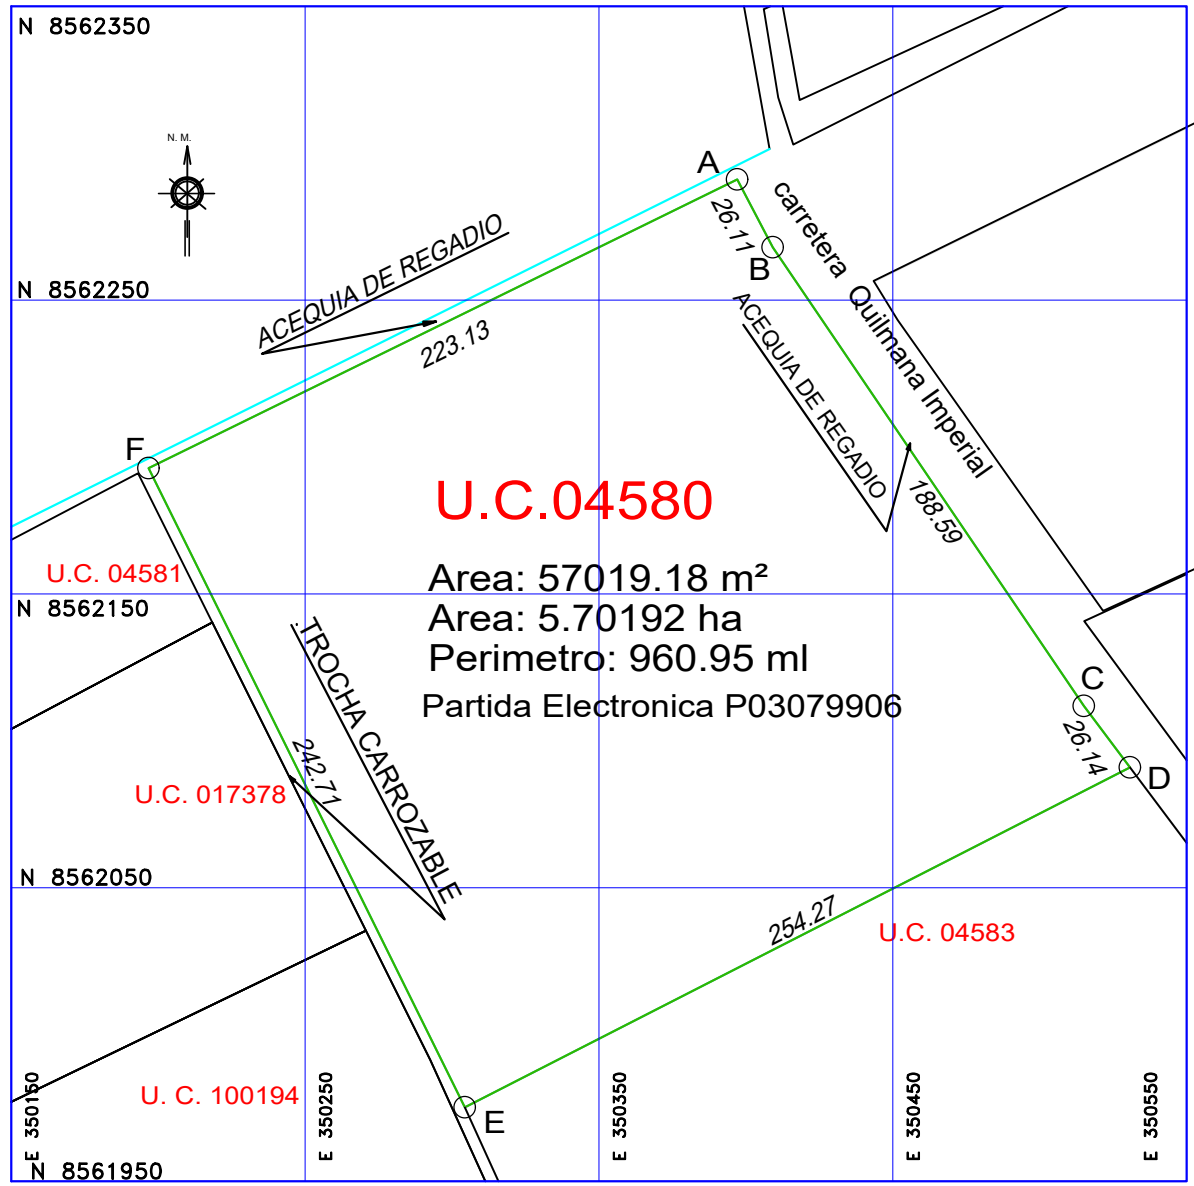 N 8562350
N. M.
A
carretera Quilmana Imperial
26.11
B
ACEQUIA DE REGADIO
N 8562250
223.13
ACEQUIA DE REGADIO
F
U.C.04580
188.59
U.C. 04581
Area: 57019.18 m²
N 8562150
Area: 5.70192 ha
TROCHA CARROZABLE
Perimetro: 960.95 ml
Partida Electronica P03079906
C
26.14
D
242.71
U.C. 017378
N 8562050
254.27
U.C. 04583
U. C. 100194
E
E 350150
E 350250
E 350350
E 350450
E 350550
N 8561950